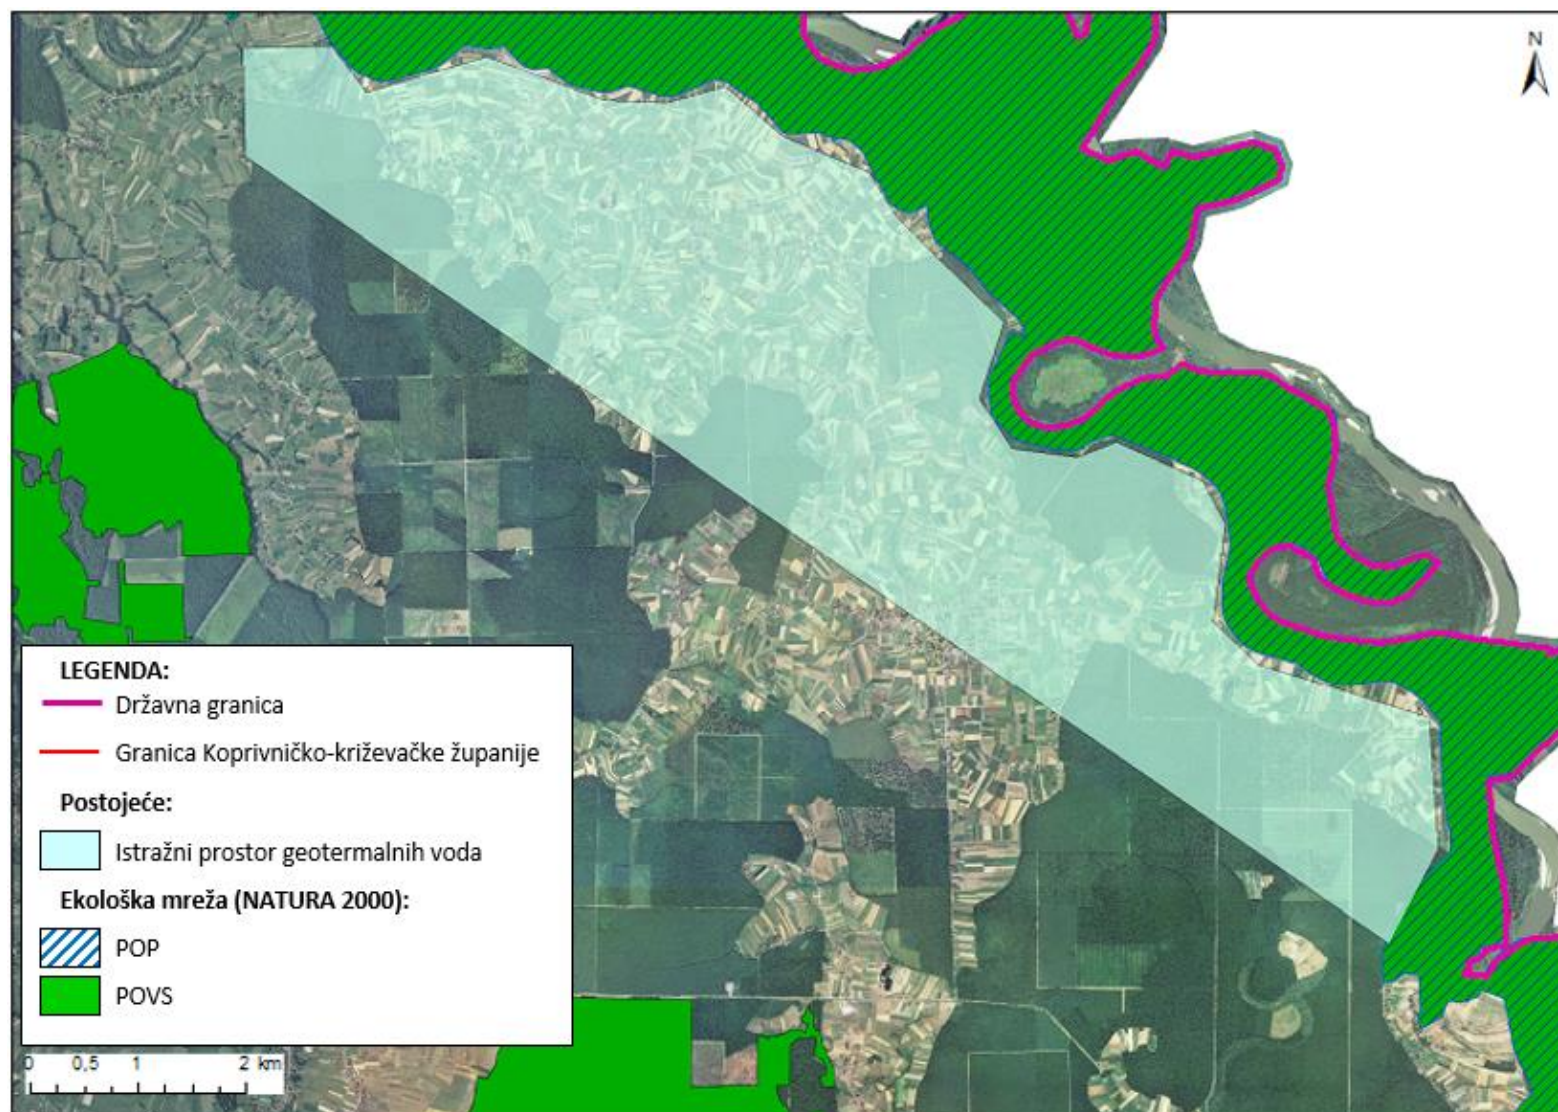 N
LEGENDA:
Državna granica
Granica Koprivničko-križevačke županije
Postojeće:
Istražni prostor geotermalnih voda
Ekološka mreža (NATURA 2000):
POP
POVS
0 0,5 1 2 km